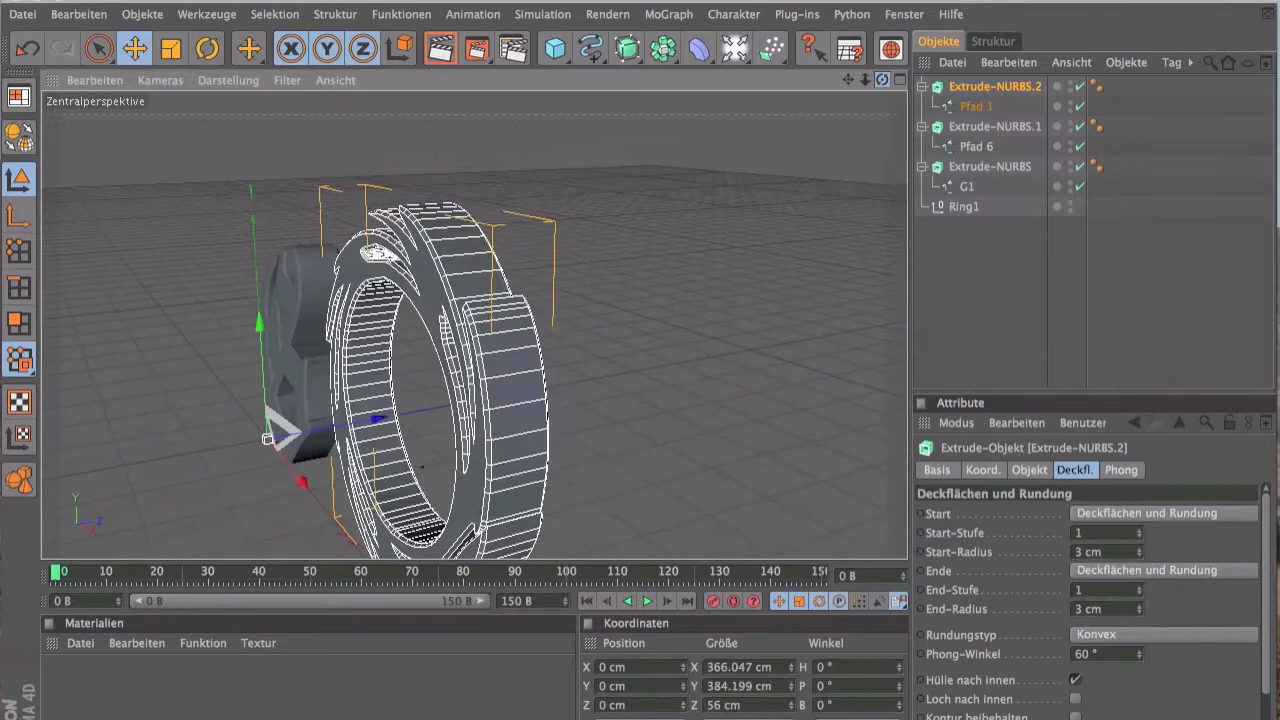 Datei Bearbeiten Objekte Werkzeuge Selektion Struktur Funktionen Animation Simulation Rendern MoGraph Charakter Plug-ins Python Fenster Hilfe
X Y Z
Objekte Struktur
Datei Bearbeiten Ansicht Objekte Tag
Bearbeiten Kameras Darstellung Filter Ansicht
Zentralperspektive
Extrude-NURBS.2
Pfad 1
Extrude-NURBS.1
Pfad 6
Extrude-NURBS
G1
Ring1
Attribute
Modus Bearbeiten Benutzer
Extrude-Objekt [Extrude-NURBS.2]
Basis Koord. Objekt Deckfl. Phong
Deckflächen und Rundung
Start Deckflächen und Rundung
Start-Stufe 1
Start-Radius 3 cm
Ende Deckflächen und Rundung
End-Stufe 1
End-Radius 3 cm
Rundungstyp Konvex
Phong-Winkel 60 °
Hülle nach innen
Loch nach innen
Kontur beibehalten
Y
Z
X
0 10 20 30 40 50 60 70 80 90 100 110 120 130 140 15 0 B
0 B 0 B 150 B 150 B
P
Materialien
Datei Bearbeiten Funktion Textur
Koordinaten
Position Größe Winkel
X 0 cm X 366.047 cm H 0 °
Y 0 cm Y 384.199 cm P 0 °
Z 0 cm Z 56 cm B 0 °